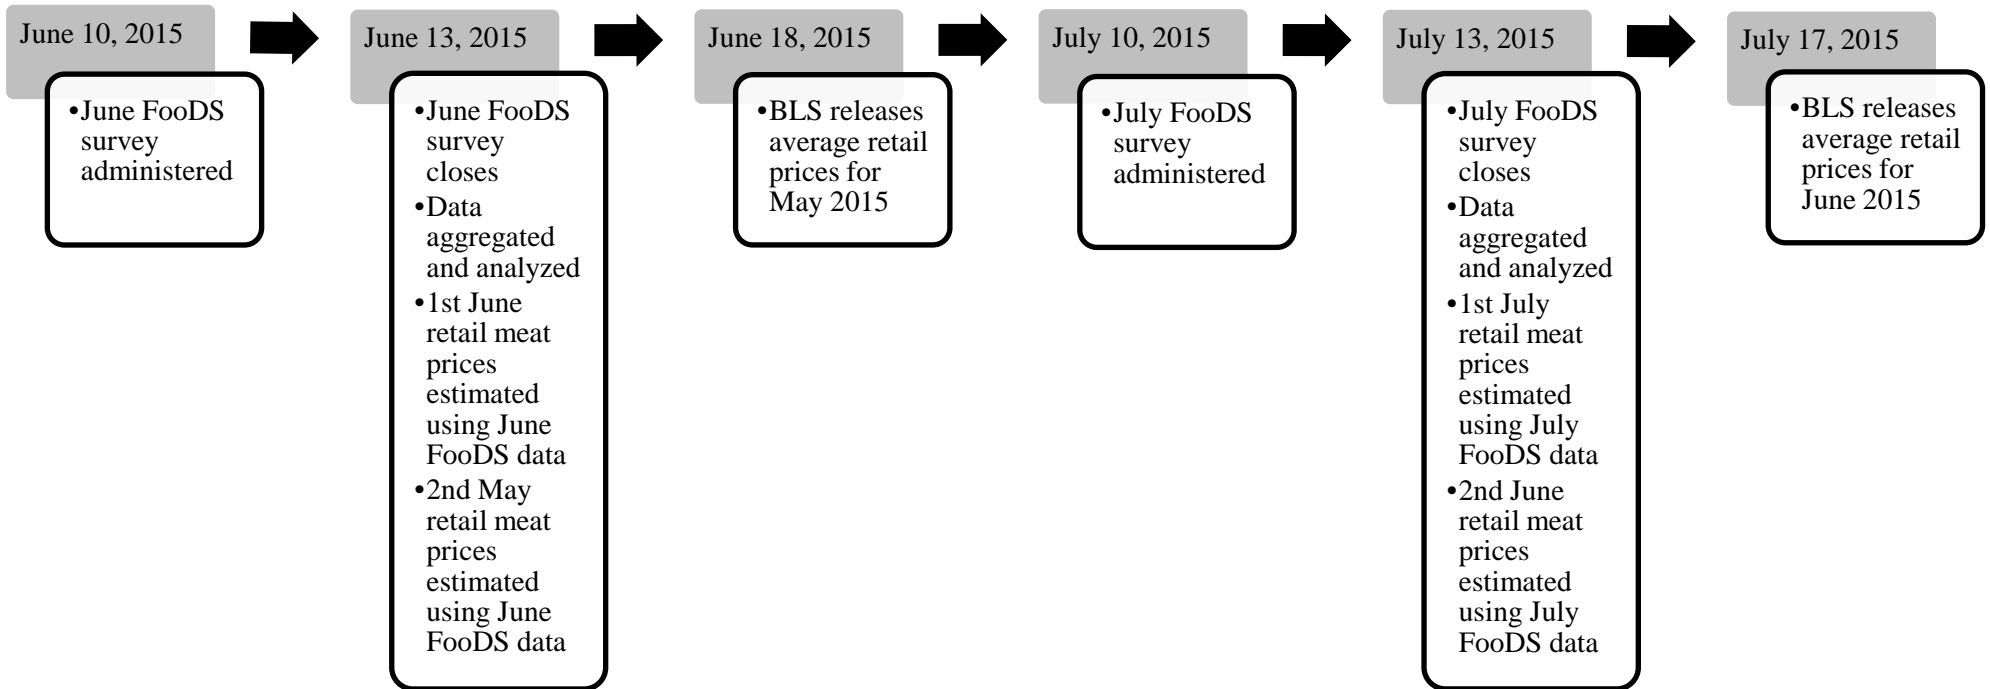 June 10, 2015
•June FooDS
survey
administered
June 13, 2015
•June FooDS
survey
closes
•Data
aggregated
and analyzed
•1st June
retail meat
prices
estimated
using June
FooDS data
•2nd May
retail meat
prices
estimated
using June
FooDS data
June 18, 2015
•BLS releases
average retail
prices for
May 2015
July 10, 2015
•July FooDS
survey
administered
July 13, 2015
•July FooDS
survey
closes
•Data
aggregated
and analyzed
•1st July
retail meat
prices
estimated
using July
FooDS data
•2nd June
retail meat
prices
estimated
using July
FooDS data
July 17, 2015
•BLS releases
average retail
prices for
June 2015